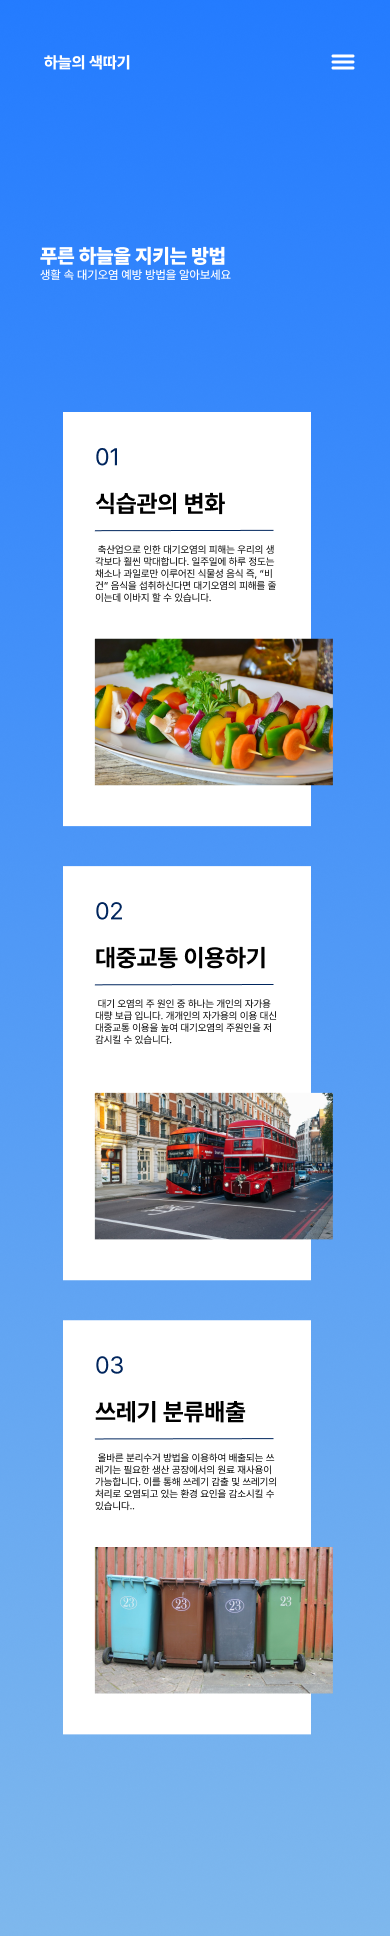 하늘의 색따기
푸른 하늘을 지키는 방법
생활 속 대기오염 예방 방법을 알아보세요
01
식습관의 변화
축산업으로 인한 대기오염의 피해는 우리의 생
각보다 훨씬 막대합니다. 일주일에 하루 정도는
채소나 과일로만 이루어진 식물성 음식 즉, “비
건” 음식을 섭취하신다면 대기오염의 피해를 줄
이는데 이바지 할 수 있습니다.
02
대중교통 이용하기
대기 오염의 주 원인 중 하나는 개인의 자가용
대량 보급 입니다. 개개인의 자가용의 이용 대신
대중교통 이용을 높여 대기오염의 주원인을 저
감시킬 수 있습니다.
03
쓰레기 분류배출
올바른 분리수거 방법을 이용하여 배출되는 쓰
레기는 필요한 생산 공장에서의 원료 재사용이
가능합니다. 이를 통해 쓰레기 감출 및 쓰레기의
처리로 오염되고 있는 환경 요인을 감소시킬 수
있습니다..
23
23
23
23